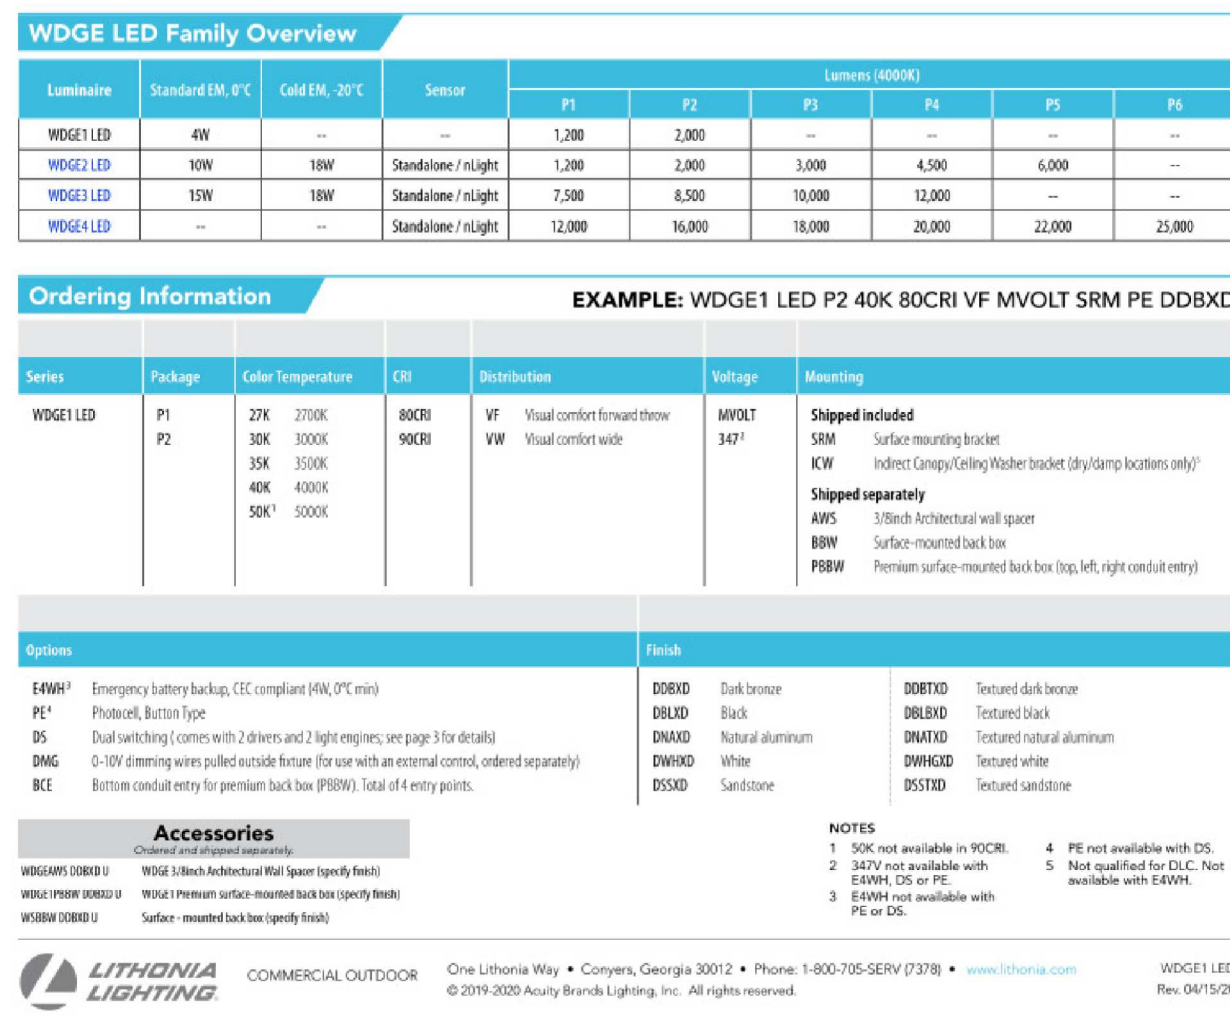 WDGE LED Family Overview
Luminaire Standard EM, 0°C Cold EM, -20°C Sensor Lumens (4000K)
P1 P2 P3 P4 P5 P6
WDGE1 LED 4W -- -- 1,200 2,000 -- -- -- --
WDGE2 LED 10W 18W Standalone / nLight 1,200 2,000 3,000 4,500 6,000 --
WDGE3 LED 15W 18W Standalone / nLight 7,500 8,500 10,000 12,000 -- --
WDGE4 LED -- -- Standalone / nLight 12,000 16,000 18,000 20,000 22,000 25,000
Ordering Information EXAMPLE: WDGE1 LED P2 40K 80CRI VF MVOLT SRM PE DDBXD
Series Package Color Temperature CRI Distribution Voltage Mounting
WDGE1 LED P1 27K 2700K 80CRI VF Visual comfort forward throw MVOLT Shipped included
P2 30K 3000K 90CRI VW Visual comfort wide 347² SRM Surface mounting bracket
35K 3500K ICW Indirect Canopy/Ceiling Washer bracket (dry/damp locations only)⁵
40K 4000K Shipped separately
50K¹ 5000K AWS 3/8inch Architectural wall spacer
BBW Surface-mounted back box
PBBW Premium surface-mounted back box (top, left, right conduit entry)
Options Finish
E4WH³ Emergency battery backup, CEC compliant (4W, 0°C min) DDBXD Dark bronze DDBTXD Textured dark bronze
PE⁴ Photocell, Button Type DBLXD Black DBLBXD Textured black
DS Dual switching ( comes with 2 drivers and 2 light engines; see page 3 for details) DNAXD Natural aluminum DNATXD Textured natural aluminum
DMG 0-10V dimming wires pulled outside fixture (for use with an external control, ordered separately) DWHXD White DWHGXD Textured white
BCE Bottom conduit entry for premium back box (PBBW). Total of 4 entry points. DSSXD Sandstone DSSTXD Textured sandstone
Accessories
Ordered and shipped separately.
WDGEAWS DDBXD U WDGE 3/8inch Architectural Wall Spacer (specify finish)
WDGE1PBBW DDBXD U WDGE1 Premium surface-mounted back box (specify finish)
WSBBW DDBXD U Surface - mounted back box (specify finish)
NOTES
1 50K not available in 90CRI.
2 347V not available with
E4WH, DS or PE.
3 E4WH not available with
PE or DS.
4 PE not available with DS.
5 Not qualified for DLC. Not
available with E4WH.
LITHONIA
LIGHTING.
COMMERCIAL OUTDOOR
One Lithonia Way • Conyers, Georgia 30012 • Phone: 1-800-705-SERV (7378) • www.lithonia.com
© 2019-2020 Acuity Brands Lighting, Inc. All rights reserved.
WDGE1 LED
Rev. 04/15/20